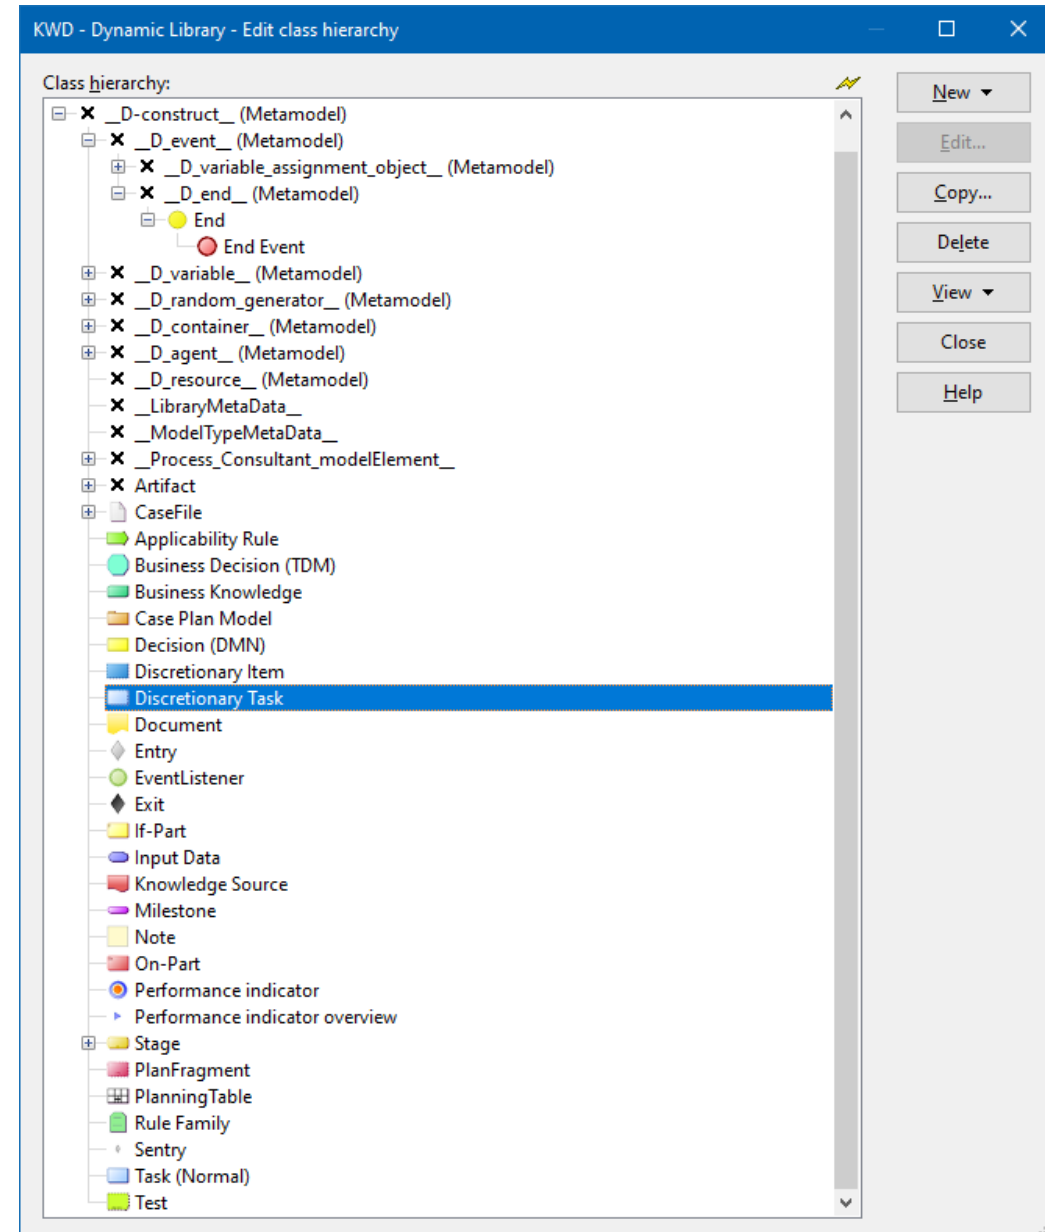 KWD - Dynamic Library - Edit class hierarchy
Class hierarchy:
__D-construct__ (Metamodel)
__D_event__ (Metamodel)
__D_variable_assignment_object__ (Metamodel)
__D_end__ (Metamodel)
End
End Event
__D_variable__ (Metamodel)
__D_random_generator__ (Metamodel)
__D_container__ (Metamodel)
__D_agent__ (Metamodel)
__D_resource__ (Metamodel)
__LibraryMetaData__
__ModelTypeMetaData__
__Process_Consultant_modelElement__
Artifact
CaseFile
Applicability Rule
Business Decision (TDM)
Business Knowledge
Case Plan Model
Decision (DMN)
Discretionary Item
Discretionary Task
Document
Entry
EventListener
Exit
If-Part
Input Data
Knowledge Source
Milestone
Note
On-Part
Performance indicator
Performance indicator overview
Stage
PlanFragment
PlanningTable
Rule Family
Sentry
Task (Normal)
Test
New
Edit...
Copy...
Delete
View
Close
Help